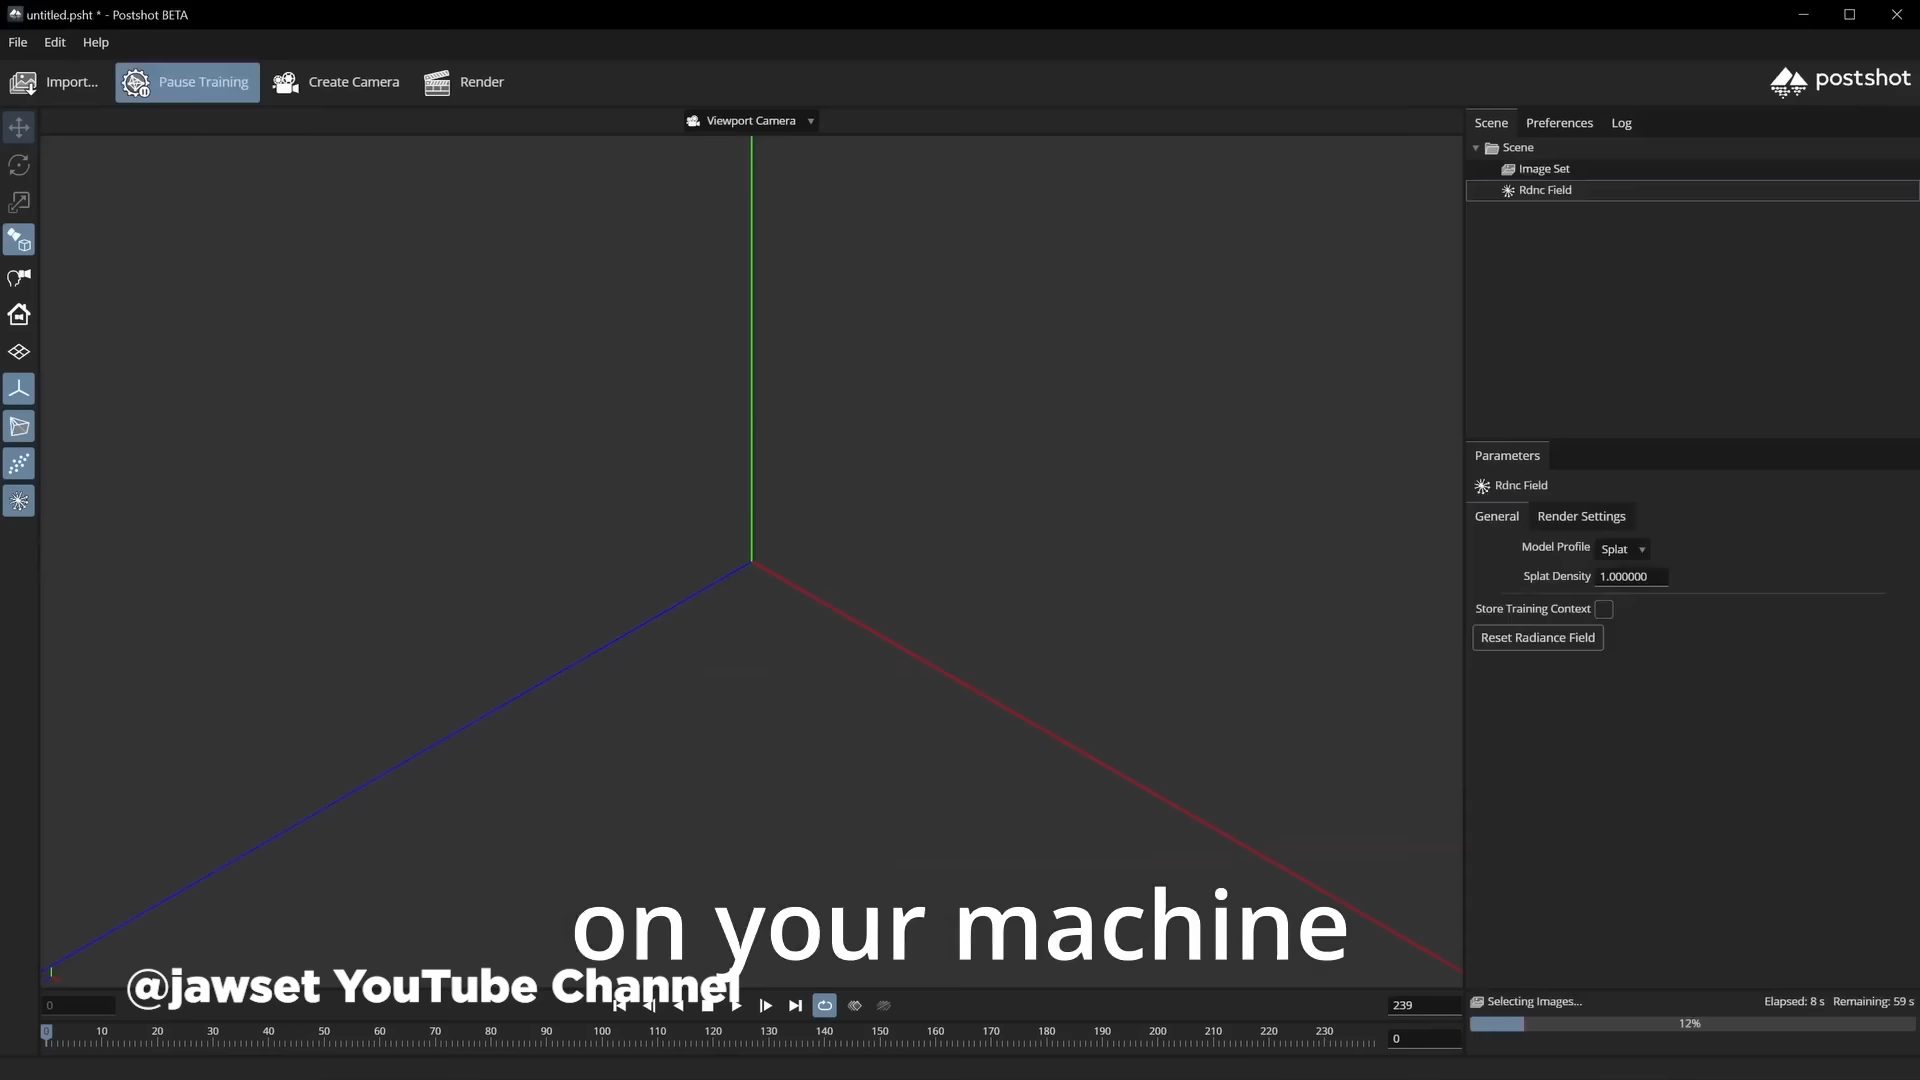 untitled.psht * - Postshot BETA
File Edit Help
Import... Pause Training Create Camera Render
postshot
Viewport Camera
Scene Preferences Log
Scene
Image Set
Rdnc Field
Parameters
Rdnc Field
General Render Settings
Model Profile Splat
Splat Density 1.000000
Store Training Context
Reset Radiance Field
on your machine
@jawset YouTube Channel
0 239
Selecting Images... Elapsed: 8 s Remaining: 59 s
12%
0 10 20 30 40 50 60 70 80 90 100 110 120 130 140 150 160 170 180 190 200 210 220 230
0